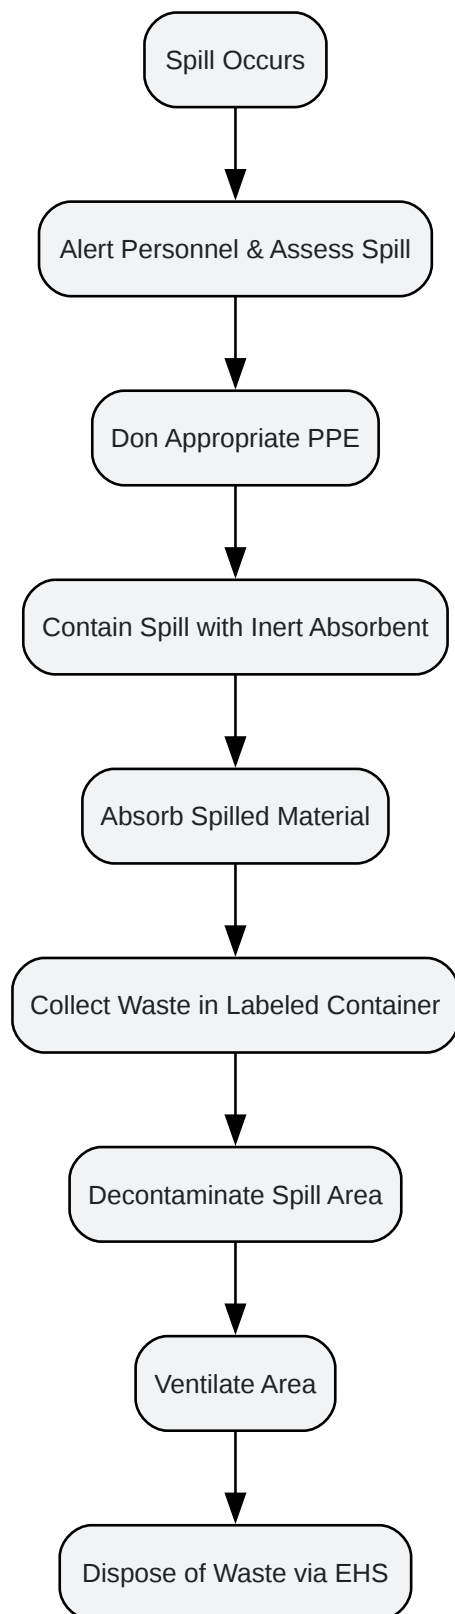 Spill Occurs
Alert Personnel & Assess Spill
Don Appropriate PPE
Contain Spill with Inert Absorbent
Absorb Spilled Material
Collect Waste in Labeled Container
Decontaminate Spill Area
Ventilate Area
Dispose of Waste via EHS